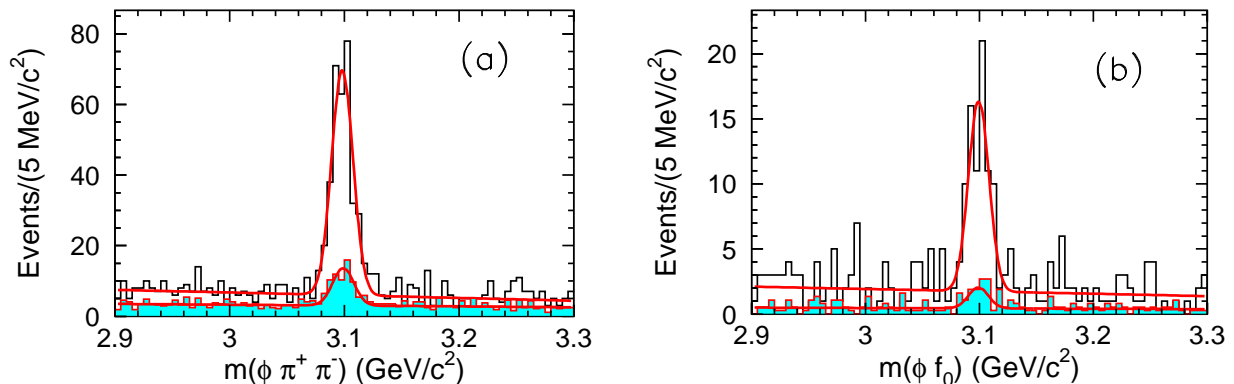 (a)
Events/(5 MeV/c²)
80
60
40
20
0
2.9 3 3.1 3.2 3.3
m(ϕ π⁺ π⁻) (GeV/c²)
(b)
Events/(5 MeV/c²)
20
15
10
5
0
2.9 3 3.1 3.2 3.3
m(ϕ f₀) (GeV/c²)